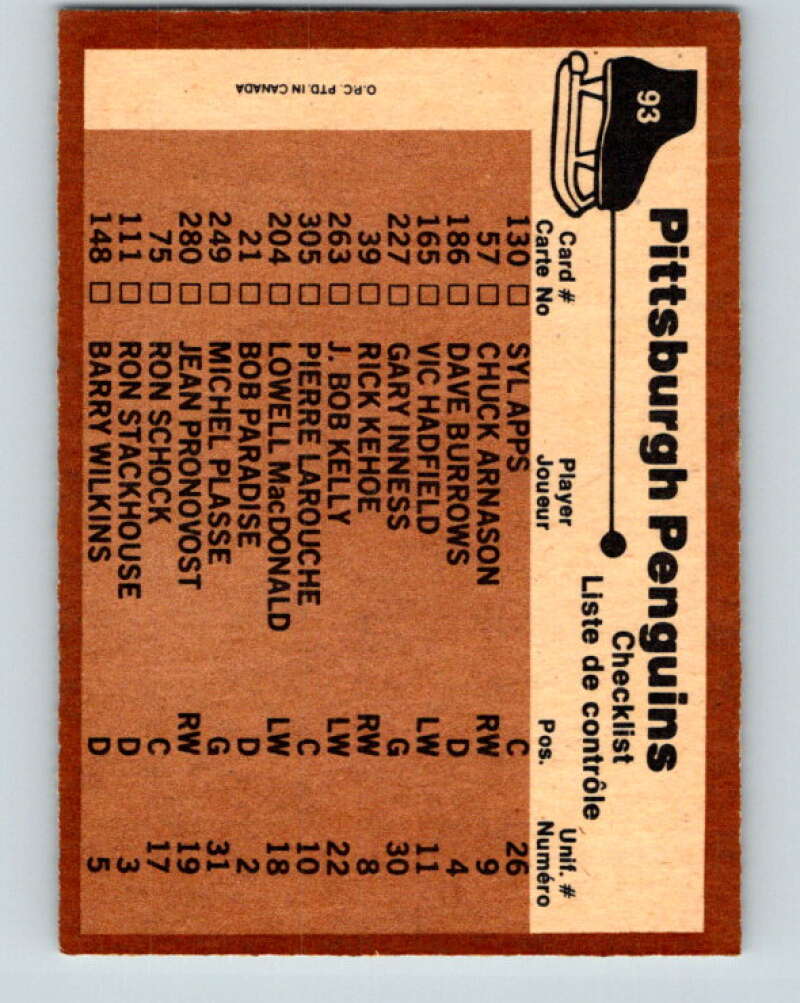 93
Pittsburgh Penguins
Checklist
Liste de contrôle
Card # Player Pos. Unif. #
Carte No Joueur Numéro
130 □ SYL APPS C 26
57 □ CHUCK ARNASON RW 9
186 □ DAVE BURROWS D 4
165 □ VIC HADFIELD LW 11
227 □ GARY INNESS G 30
39 □ RICK KEHOE RW 8
263 □ J. BOB KELLY LW 22
305 □ PIERRE LAROUCHE C 10
204 □ LOWELL MacDONALD LW 18
21 □ BOB PARADISE D 2
249 □ MICHEL PLASSE G 31
280 □ JEAN PRONOVOST RW 19
75 □ RON SCHOCK C 17
111 □ RON STACKHOUSE D 3
148 □ BARRY WILKINS D 5
O.P.C. PTD. IN CANADA